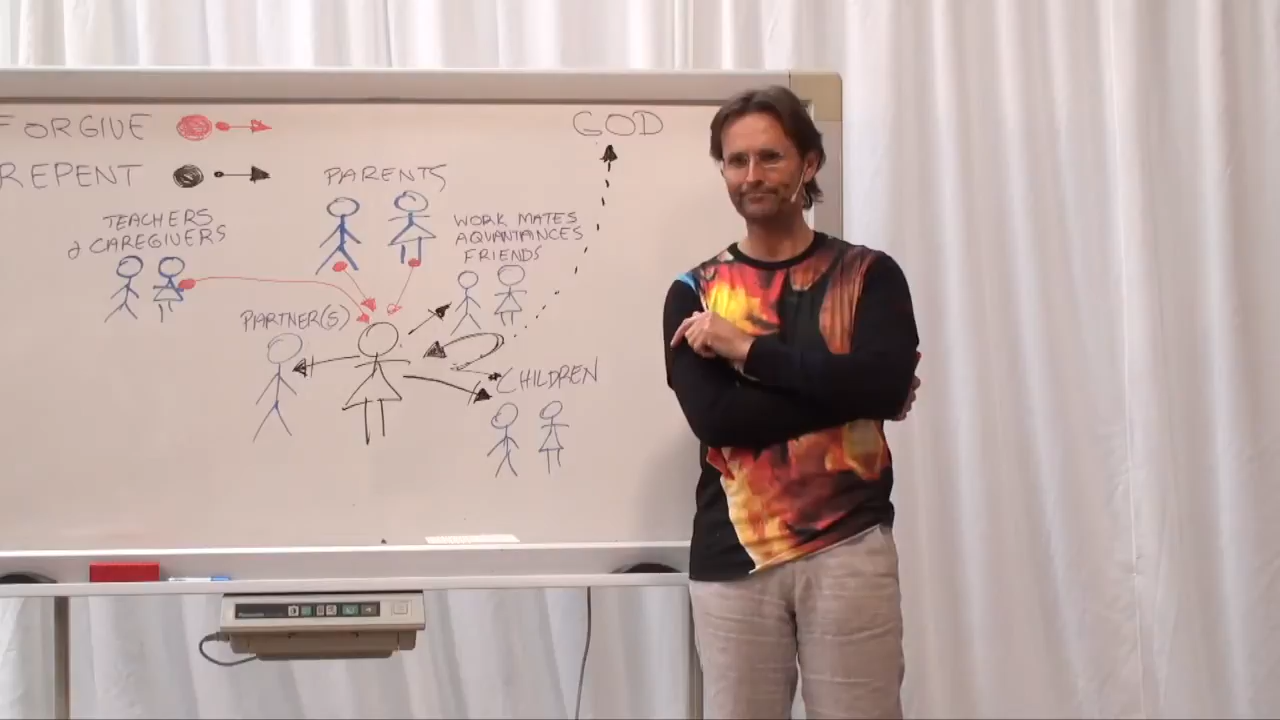 FORGIVE
GOD
REPENT
PARENTS
TEACHERS
& CAREGIVERS
WORK MATES
AQUANTANCES
FRIENDS
PARTNER(S)
CHILDREN